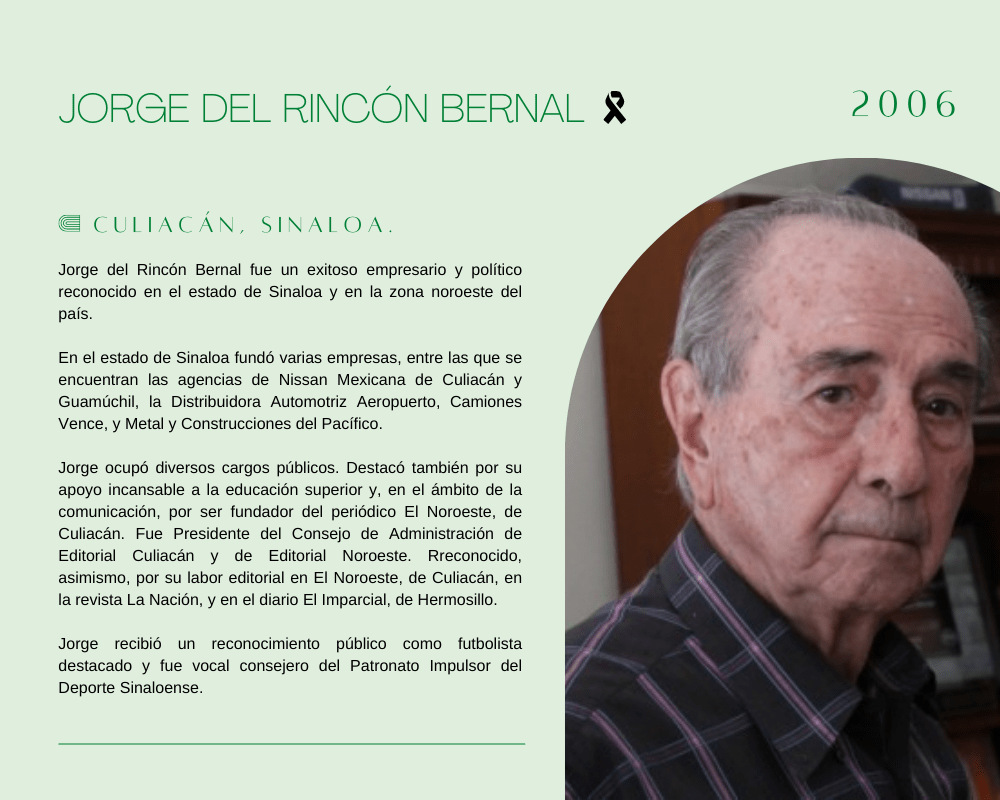 JORGE DEL RINCÓN BERNAL
2006
CULIACÁN, SINALOA.
Jorge del Rincón Bernal fue un exitoso empresario y político
reconocido en el estado de Sinaloa y en la zona noroeste del
país.
En el estado de Sinaloa fundó varias empresas, entre las que se
encuentran las agencias de Nissan Mexicana de Culiacán y
Guamúchil, la Distribuidora Automotriz Aeropuerto, Camiones
Vence, y Metal y Construcciones del Pacífico.
Jorge ocupó diversos cargos públicos. Destacó también por su
apoyo incansable a la educación superior y, en el ámbito de la
comunicación, por ser fundador del periódico El Noroeste, de
Culiacán. Fue Presidente del Consejo de Administración de
Editorial Culiacán y de Editorial Noroeste. Rreconocido,
asimismo, por su labor editorial en El Noroeste, de Culiacán, en
la revista La Nación, y en el diario El Imparcial, de Hermosillo.
Jorge recibió un reconocimiento público como futbolista
destacado y fue vocal consejero del Patronato Impulsor del
Deporte Sinaloense.
NISSAN